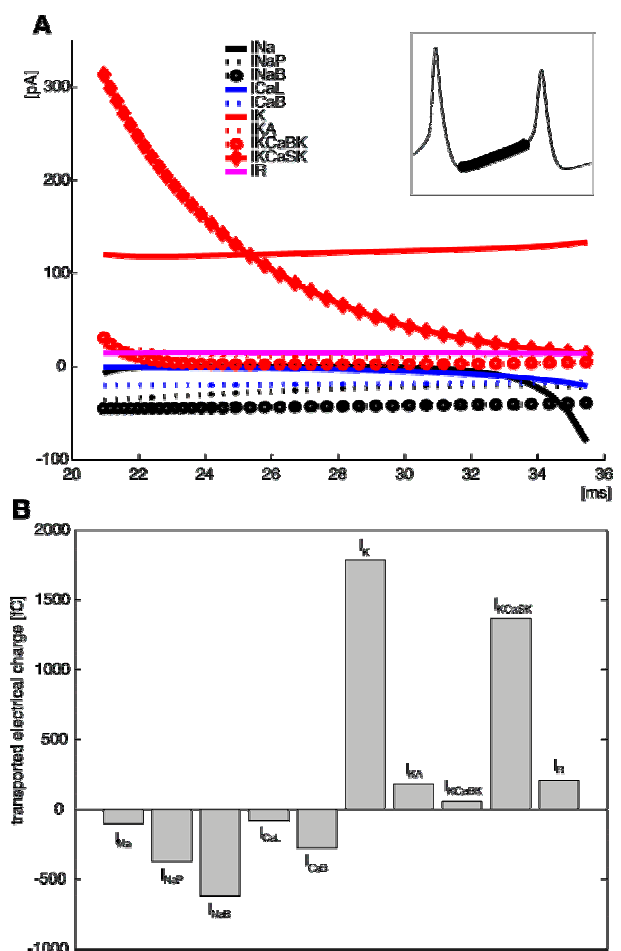 A
[pA]
300
200
100
0
-100
INa
INaP
INaB
ICaL
ICaB
IK
IKA
IKCaBK
IKCaSK
IR
20 22 24 26 28 30 32 34 36
[ms]
B
transported electrical charge [fC]
2000
1500
1000
500
0
-500
-1000
INa
INaP
INaB
ICaL
ICaB
IK
IKA
IKCaBK
IKCaSK
IR